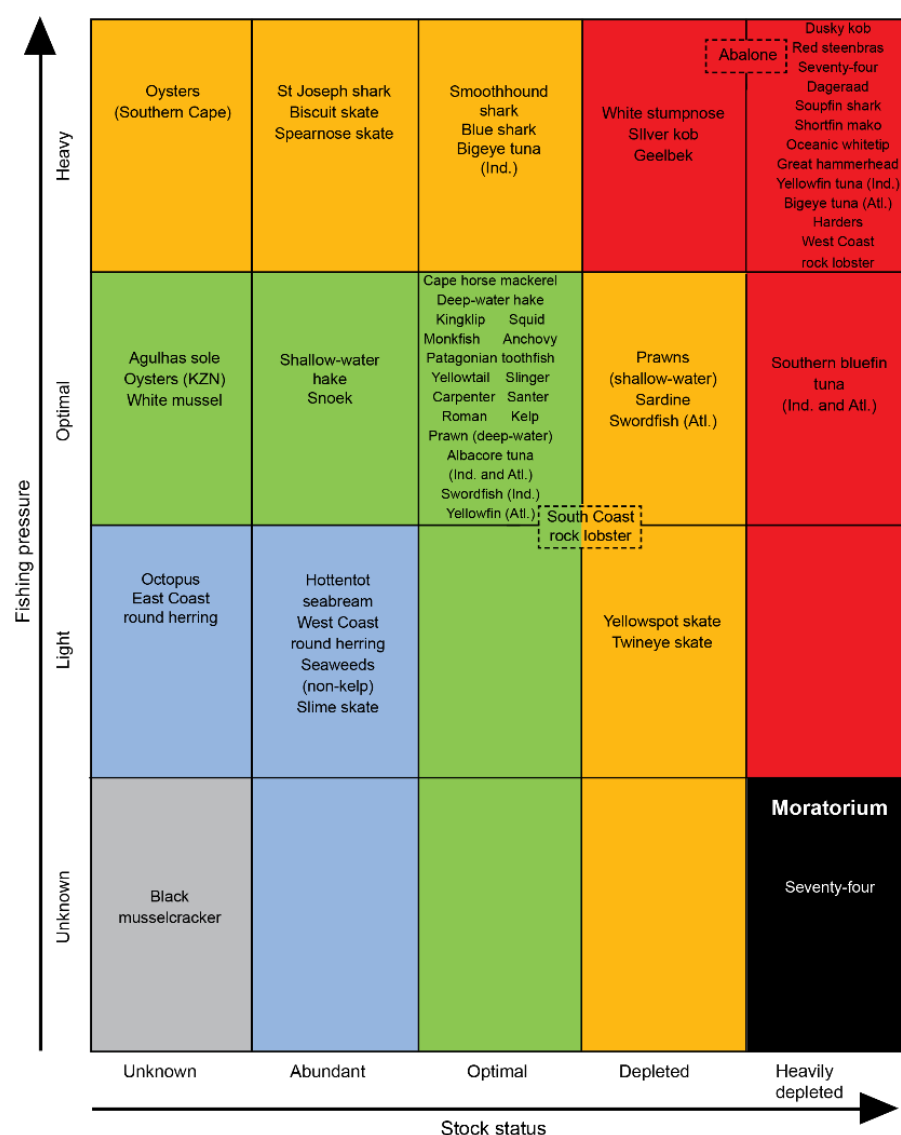 Fishing pressure
Heavy
Oysters
(Southern Cape)
St Joseph shark
Biscuit skate
Spearnose skate
Smoothhound
shark
Blue shark
Bigeye tuna
(Ind.)
White stumpnose
SIlver kob
Geelbek
Abalone
Dusky kob
Red steenbras
Seventy-four
Dageraad
Soupfin shark
Shortfin mako
Oceanic whitetip
Great hammerhead
Yellowfin tuna (Ind.)
Bigeye tuna (Atl.)
Harders
West Coast
rock lobster
Optimal
Agulhas sole
Oysters (KZN)
White mussel
Shallow-water
hake
Snoek
Cape horse mackerel
Deep-water hake
Kingklip Squid
Monkfish Anchovy
Patagonian toothfish
Yellowtail Slinger
Carpenter Santer
Roman Kelp
Prawn (deep-water)
Albacore tuna
(Ind. and Atl.)
Swordfish (Ind.)
Yellowfin (Atl.)
South Coast
rock lobster
Prawns
(shallow-water)
Sardine
Swordfish (Atl.)
Southern bluefin
tuna
(Ind. and Atl.)
Light
Octopus
East Coast
round herring
Hottentot
seabream
West Coast
round herring
Seaweeds
(non-kelp)
Slime skate
Yellowspot skate
Twineye skate
Unknown
Black
musselcracker
Moratorium
Seventy-four
Unknown
Abundant
Optimal
Depleted
Heavily
depleted
Stock status